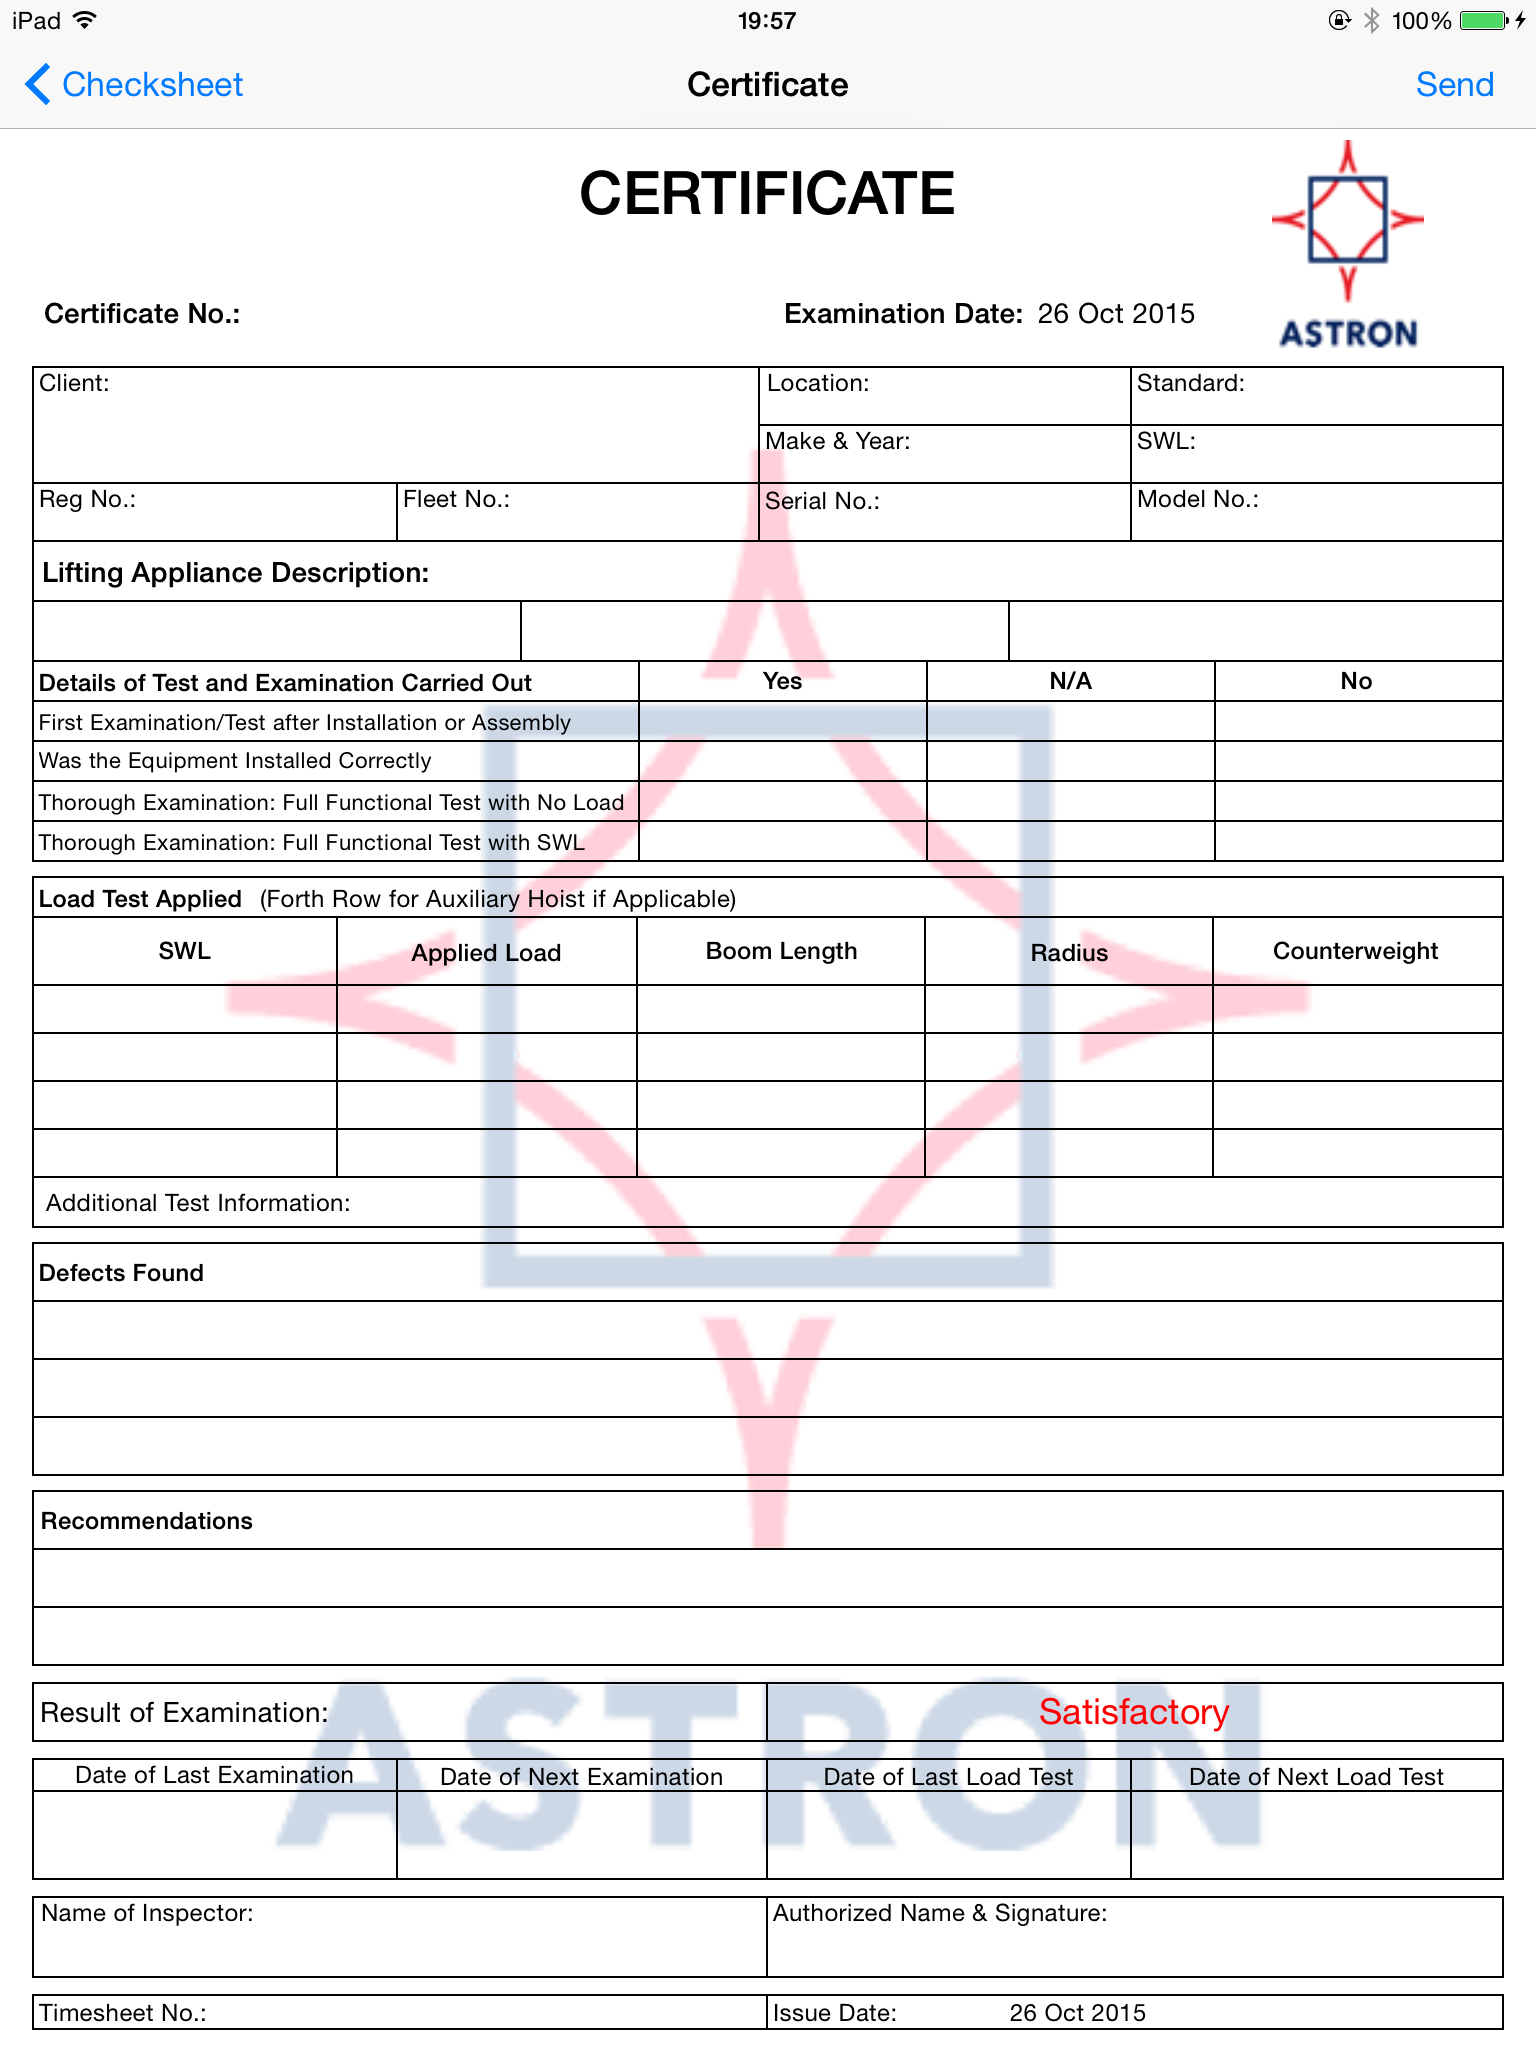 iPad 19:57 100%
Checksheet Certificate Send
CERTIFICATE
ASTRON
Certificate No.: Examination Date: 26 Oct 2015
Client: Location: Standard:
Make & Year: SWL:
Reg No.: Fleet No.: Serial No.: Model No.:
Lifting Appliance Description:
Details of Test and Examination Carried Out Yes N/A No
First Examination/Test after Installation or Assembly
Was the Equipment Installed Correctly
Thorough Examination: Full Functional Test with No Load
Thorough Examination: Full Functional Test with SWL
Load Test Applied (Forth Row for Auxiliary Hoist if Applicable)
SWL Applied Load Boom Length Radius Counterweight
Additional Test Information:
Defects Found
Recommendations
Result of Examination: Satisfactory
ASTRON
Date of Last Examination Date of Next Examination Date of Last Load Test Date of Next Load Test
Name of Inspector: Authorized Name & Signature:
Timesheet No.: Issue Date: 26 Oct 2015